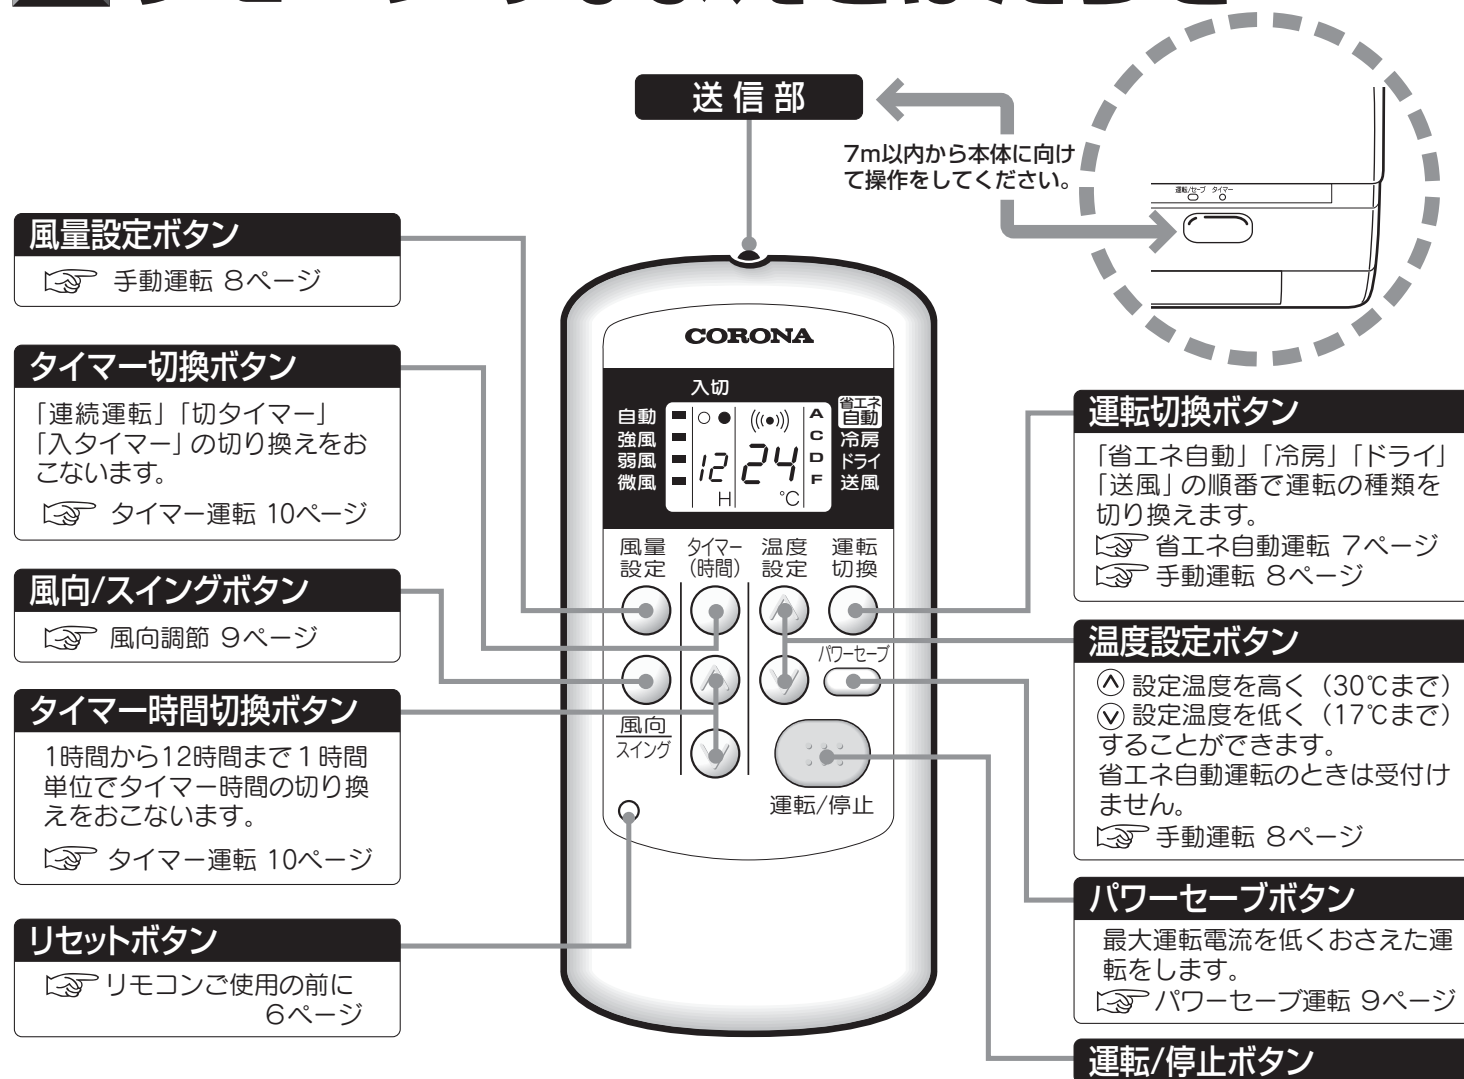 送信部
7m以内から本体に向け
て操作をしてください。
運転/セーブ タイマー
風量設定ボタン
☞ 手動運転 8ページ
タイマー切換ボタン
「連続運転」「切タイマー」
「入タイマー」の切り換えをお
こないます。
☞ タイマー運転 10ページ
風向/スイングボタン
☞ 風向調節 9ページ
タイマー時間切換ボタン
1時間から12時間まで1時間
単位でタイマー時間の切り換
えをおこないます。
☞ タイマー運転 10ページ
リセットボタン
☞ リモコンご使用の前に
6ページ
CORONA
入切
自動
強風
弱風
微風
12 H
24 ℃
A
C
D
F
省エネ
自動
冷房
ドライ
送風
風量
設定
タイマー
(時間)
温度
設定
運転
切換
パワーセーブ
風向
スイング
運転/停止
運転切換ボタン
「省エネ自動」「冷房」「ドライ」
「送風」の順番で運転の種類を
切り換えます。
☞ 省エネ自動運転 7ページ
☞ 手動運転 8ページ
温度設定ボタン
設定温度を高く（30℃まで）
設定温度を低く（17℃まで）
することができます。
省エネ自動運転のときは受付け
ません。
☞ 手動運転 8ページ
パワーセーブボタン
最大運転電流を低くおさえた運
転をします。
☞ パワーセーブ運転 9ページ
運転/停止ボタン